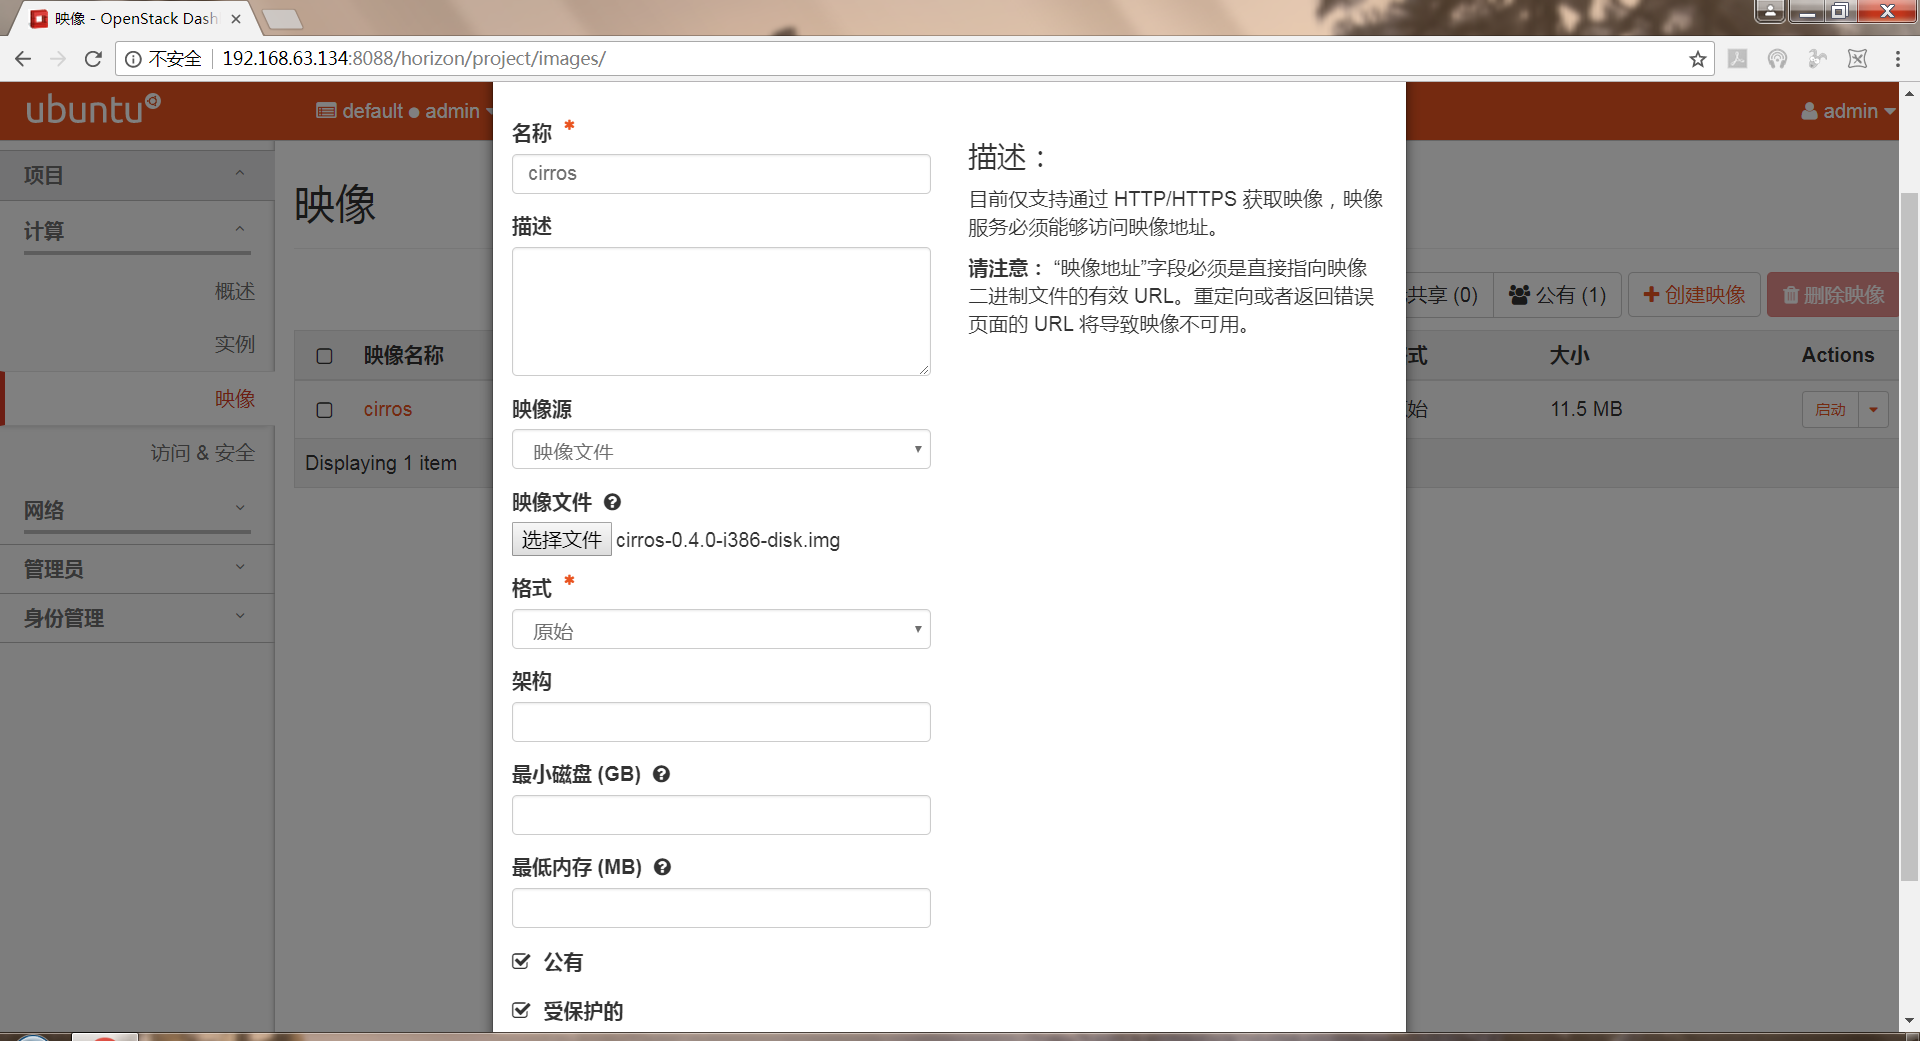 映像 - OpenStack Dash
不安全 192.168.63.134:8088/horizon/project/images/
ubuntu
default ● admin
admin
项目
计算
概述
实例
映像
访问 & 安全
网络
管理员
身份管理
映像
共享 (0)
公有 (1)
创建映像
删除映像
映像名称
式
大小
Actions
cirros
始
11.5 MB
启动
Displaying 1 item
名称 *
cirros
描述
映像源
映像文件
映像文件
选择文件 cirros-0.4.0-i386-disk.img
格式 *
原始
架构
最小磁盘 (GB)
最低内存 (MB)
公有
受保护的
描述：
目前仅支持通过 HTTP/HTTPS 获取映像，映像
服务必须能够访问映像地址。
请注意： “映像地址”字段必须是直接指向映像
二进制文件的有效 URL。重定向或者返回错误
页面的 URL 将导致映像不可用。